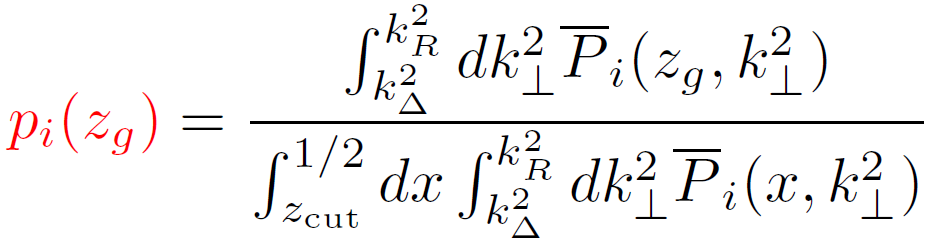 p_i(z_g) = \frac{\int_{k_\Delta^2}^{k_R^2} dk_\perp^2 \overline{P}_i(z_g, k_\perp^2)}{\int_{z_{\text{cut}}}^{1/2} dx \int_{k_\Delta^2}^{k_R^2} dk_\perp^2 \overline{P}_i(x, k_\perp^2)}